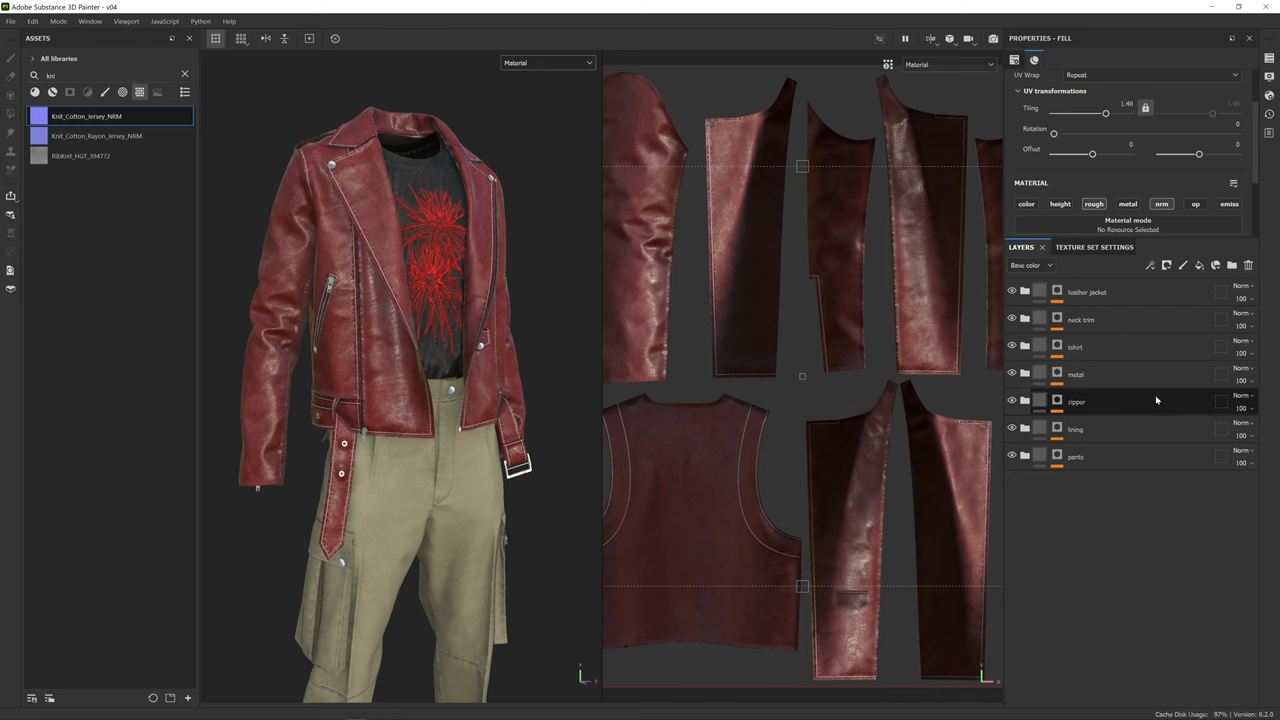 Adobe Substance 3D Painter - v04
File Edit Mode Window Viewport JavaScript Python Help
ASSETS
All libraries
kni
Knit_Cotton_Jersey_NRM
Knit_Cotton_Rayon_Jersey_NRM
RibKnit_HGT_394772
Material
Material
PROPERTIES - FILL
UV Wrap Repeat
UV transformations
Tiling 1.48 1.48
Rotation 0
Offset 0 0
MATERIAL
color height rough metal nrm op emiss
Material mode
No Resource Selected
LAYERS TEXTURE SET SETTINGS
Base color
leather jacket Norm 100
neck trim Norm 100
tshirt Norm 100
metal Norm 100
zipper Norm 100
lining Norm 100
pants Norm 100
Cache Disk Usage: 97% | Version: 8.2.0